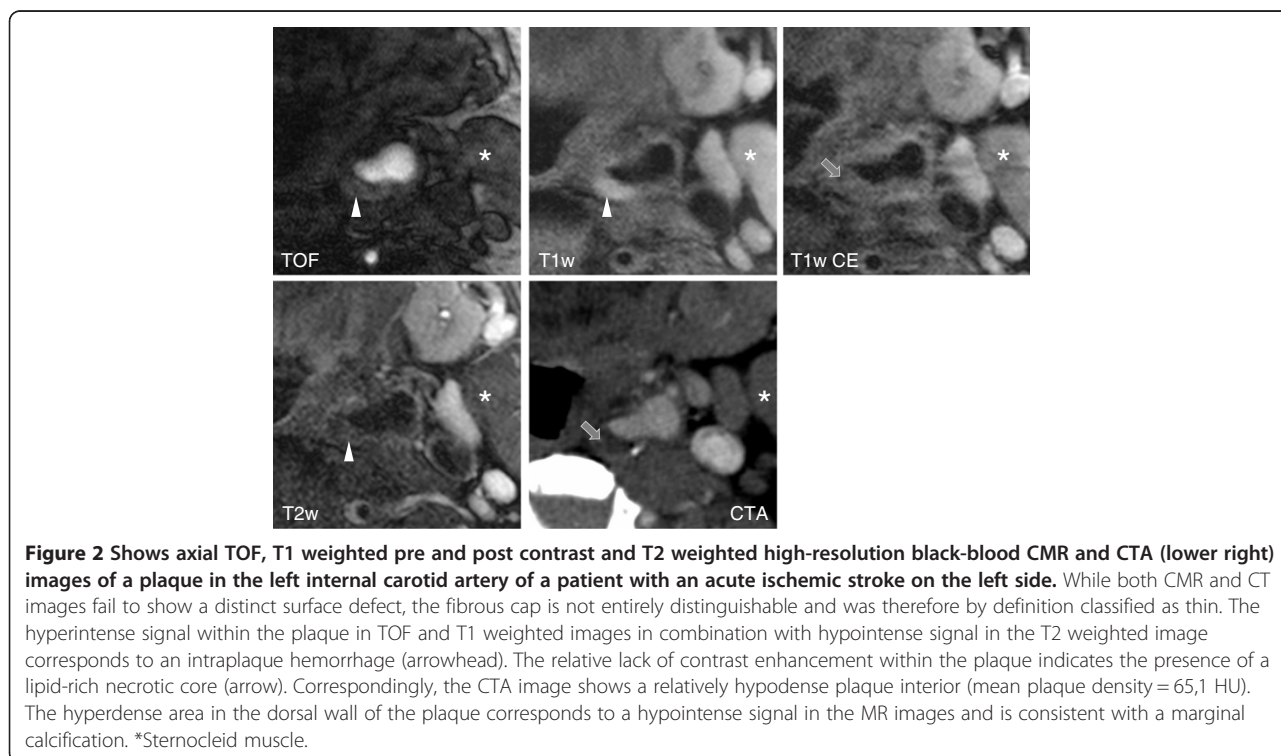 *
*
*
TOF
T1w
T1w CE
*
*
T2w
CTA
Figure 2 Shows axial TOF, T1 weighted pre and post contrast and T2 weighted high-resolution black-blood CMR and CTA (lower right)
images of a plaque in the left internal carotid artery of a patient with an acute ischemic stroke on the left side. While both CMR and CT
images fail to show a distinct surface defect, the fibrous cap is not entirely distinguishable and was therefore by definition classified as thin. The
hyperintense signal within the plaque in TOF and T1 weighted images in combination with hypointense signal in the T2 weighted image
corresponds to an intraplaque hemorrhage (arrowhead). The relative lack of contrast enhancement within the plaque indicates the presence of a
lipid-rich necrotic core (arrow). Correspondingly, the CTA image shows a relatively hypodense plaque interior (mean plaque density = 65,1 HU).
The hyperdense area in the dorsal wall of the plaque corresponds to a hypointense signal in the MR images and is consistent with a marginal
calcification. *Sternocleid muscle.